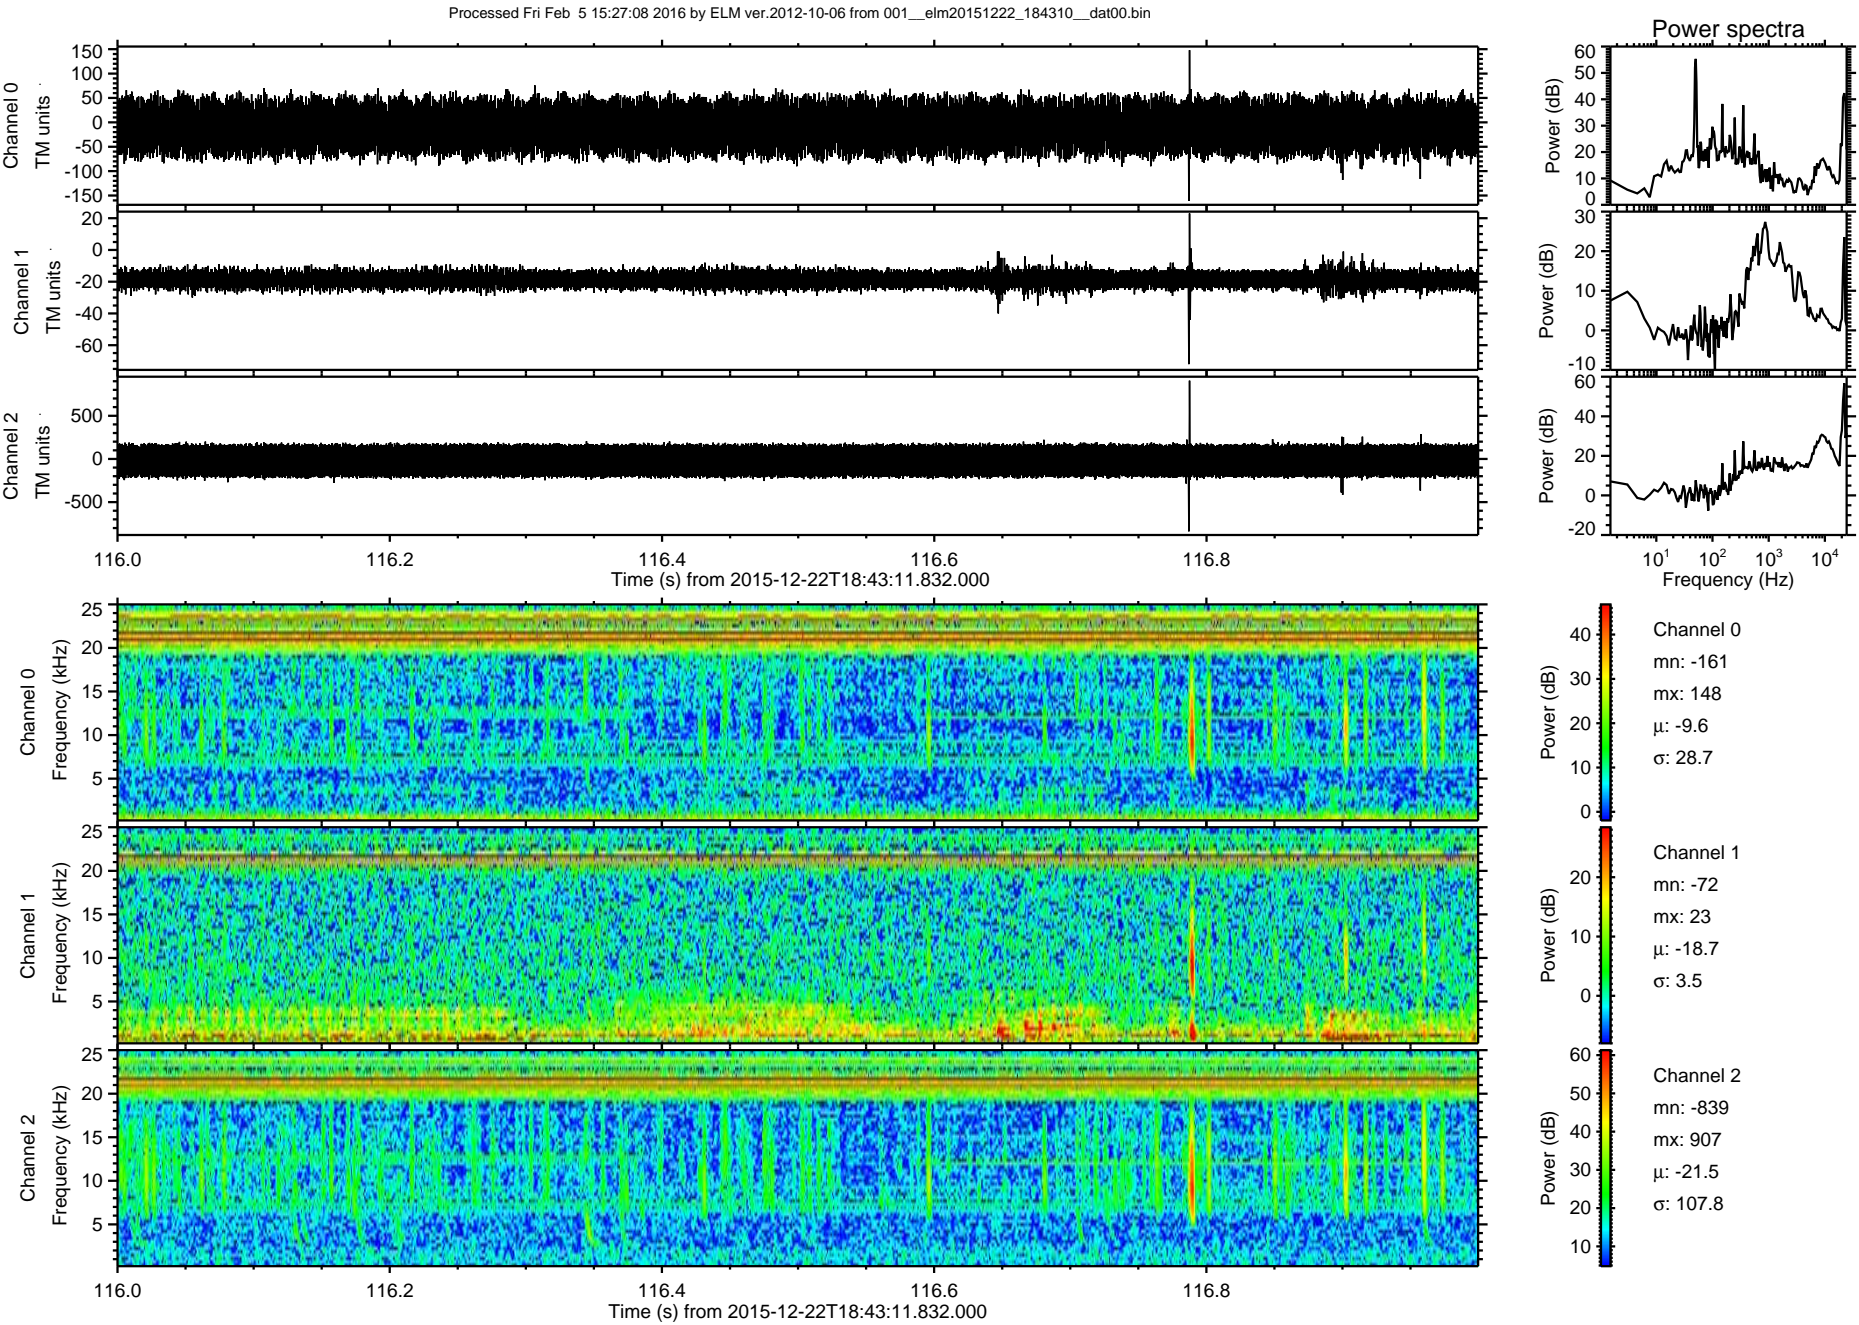 Processed Fri Feb  5 15:27:08 2016 by ELM ver.2012-10-06 from 001__elm20151222_184310__dat00.bin
Power spectra
Channel 0
TM units
150
100
50
0
-50
-100
-150
Power (dB)
60
50
40
30
20
10
0
Channel 1
TM units
20
0
-20
-40
-60
Power (dB)
30
20
10
0
-10
Channel 2
TM units
500
0
-500
Power (dB)
60
40
20
0
-20
116.0 116.2 116.4 116.6 116.8
Time (s) from 2015-12-22T18:43:11.832.000
10^1 10^2 10^3 10^4
Frequency (Hz)
Channel 0
Frequency (kHz)
25
20
15
10
5
Power (dB)
40
30
20
10
0
Channel 0
mn: -161
mx: 148
μ: -9.6
σ: 28.7
Channel 1
Frequency (kHz)
25
20
15
10
5
Power (dB)
20
10
0
Channel 1
mn: -72
mx: 23
μ: -18.7
σ: 3.5
Channel 2
Frequency (kHz)
25
20
15
10
5
Power (dB)
60
50
40
30
20
10
Channel 2
mn: -839
mx: 907
μ: -21.5
σ: 107.8
116.0 116.2 116.4 116.6 116.8
Time (s) from 2015-12-22T18:43:11.832.000